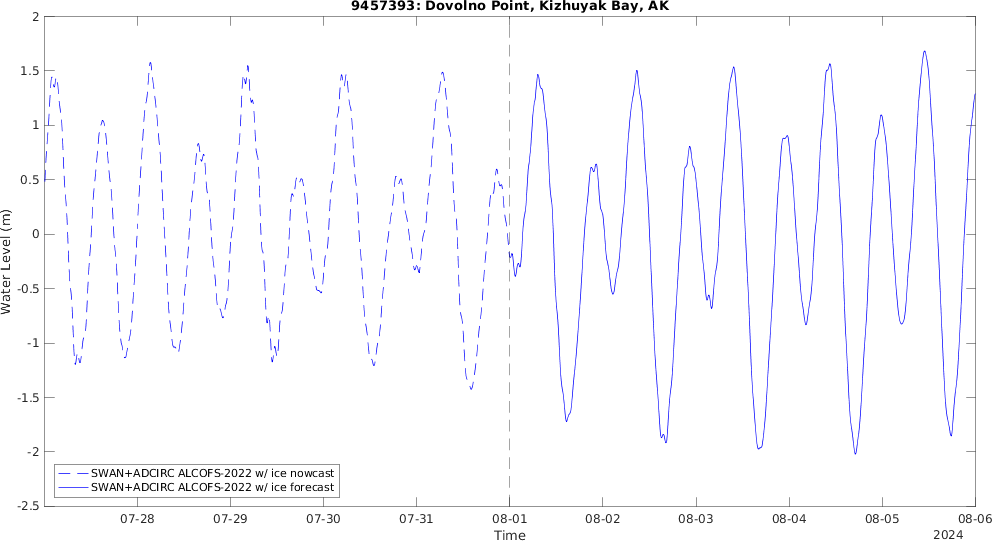 9457393: Dovolno Point, Kizhuyak Bay, AK
2
1.5
1
0.5
0
-0.5
-1
-1.5
-2
-2.5
Water Level (m)
SWAN+ADCIRC ALCOFS-2022 w/ ice nowcast
SWAN+ADCIRC ALCOFS-2022 w/ ice forecast
07-28 07-29 07-30 07-31 08-01 08-02 08-03 08-04 08-05 08-06
Time
2024